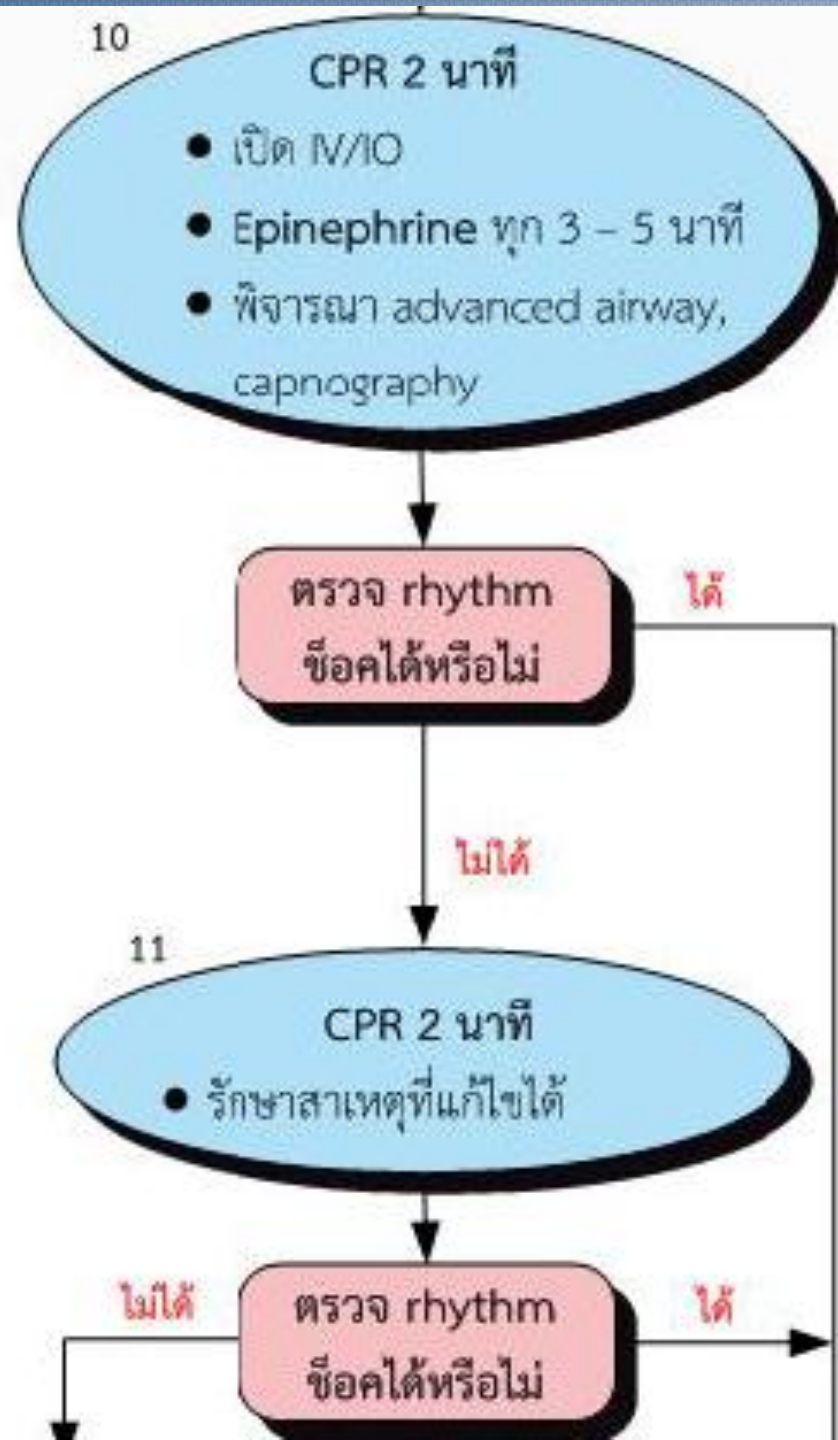 10
CPR 2 นาที
● เปิด IV/IO
● Epinephrine ทุก 3 – 5 นาที
● พิจารณา advanced airway,
capnography
ตรวจ rhythm
ช็อคได้หรือไม่
ได้
ไม่ได้
11
CPR 2 นาที
● รักษาสาเหตุที่แก้ไขได้
ไม่ได้
ตรวจ rhythm
ช็อคได้หรือไม่
ได้